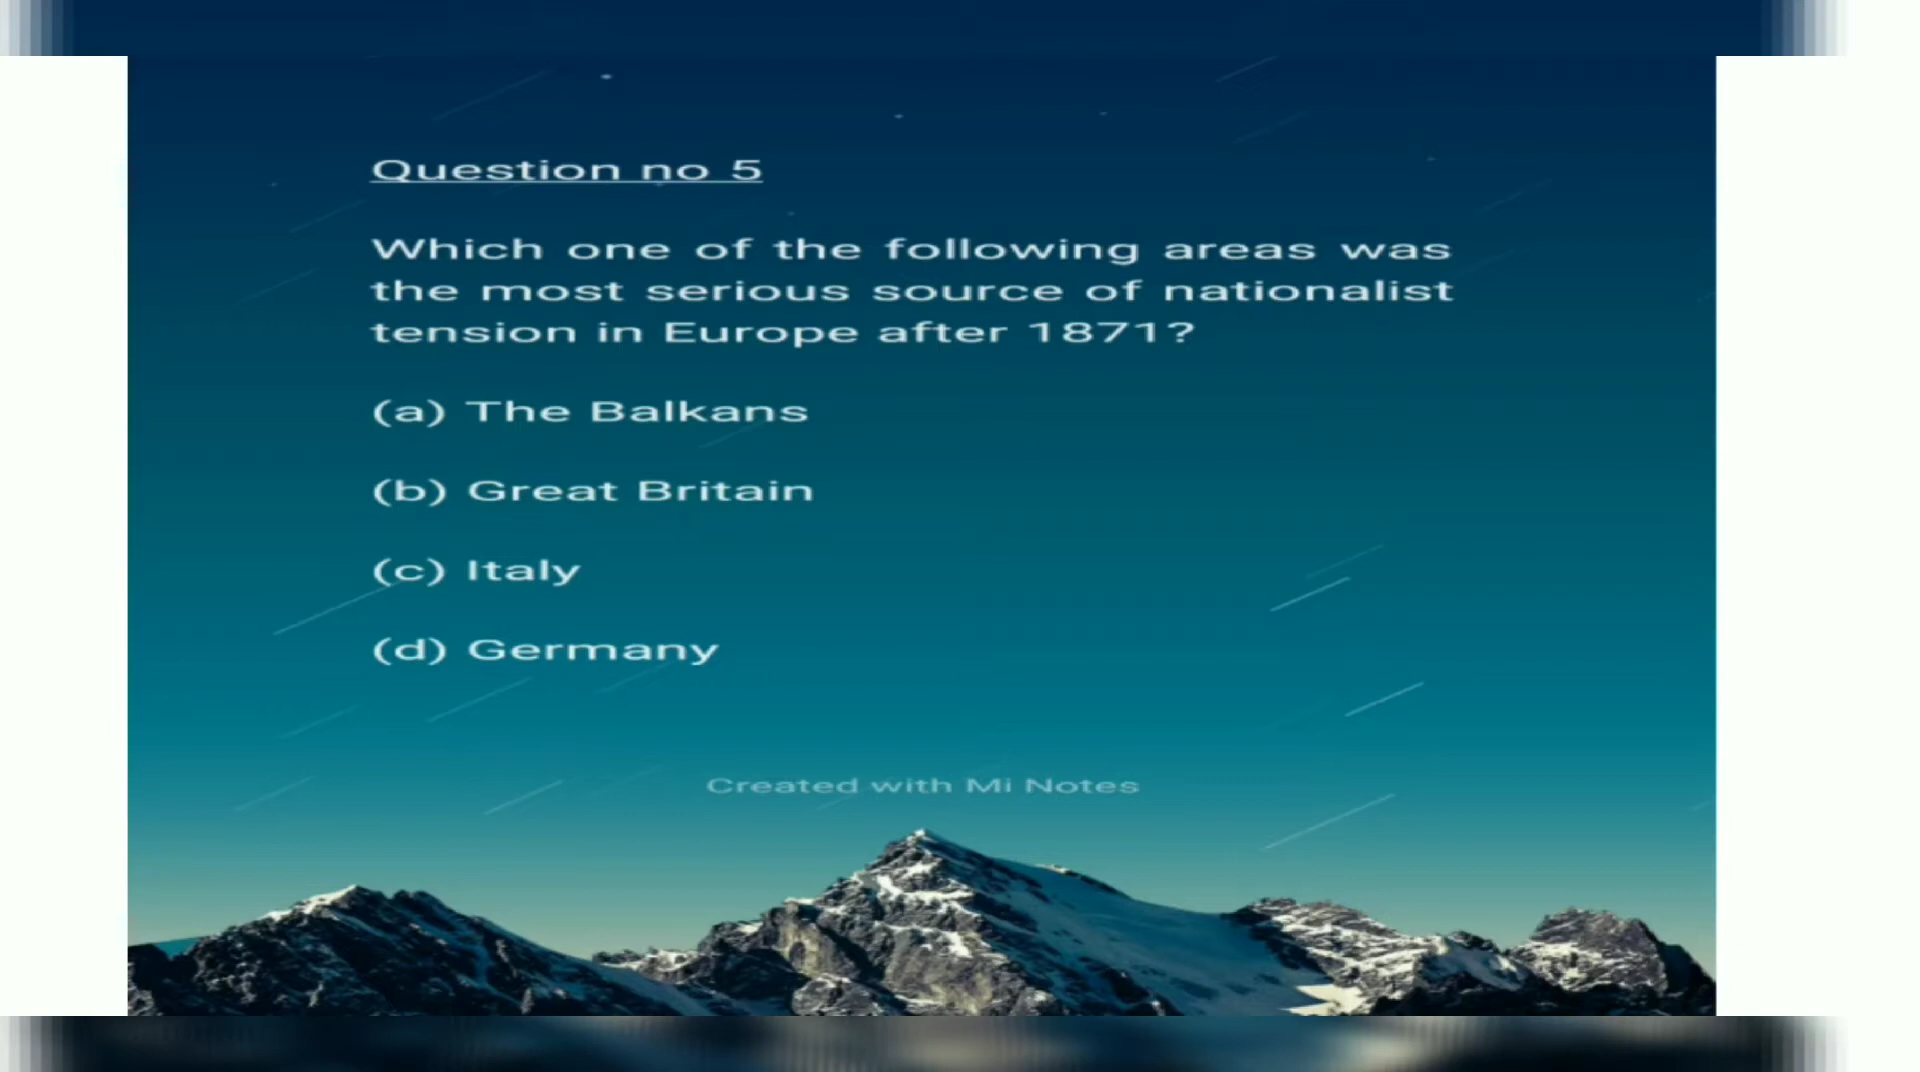 Question no 5
Which one of the following areas was
the most serious source of nationalist
tension in Europe after 1871?
(a) The Balkans
(b) Great Britain
(c) Italy
(d) Germany
Created with Mi Notes